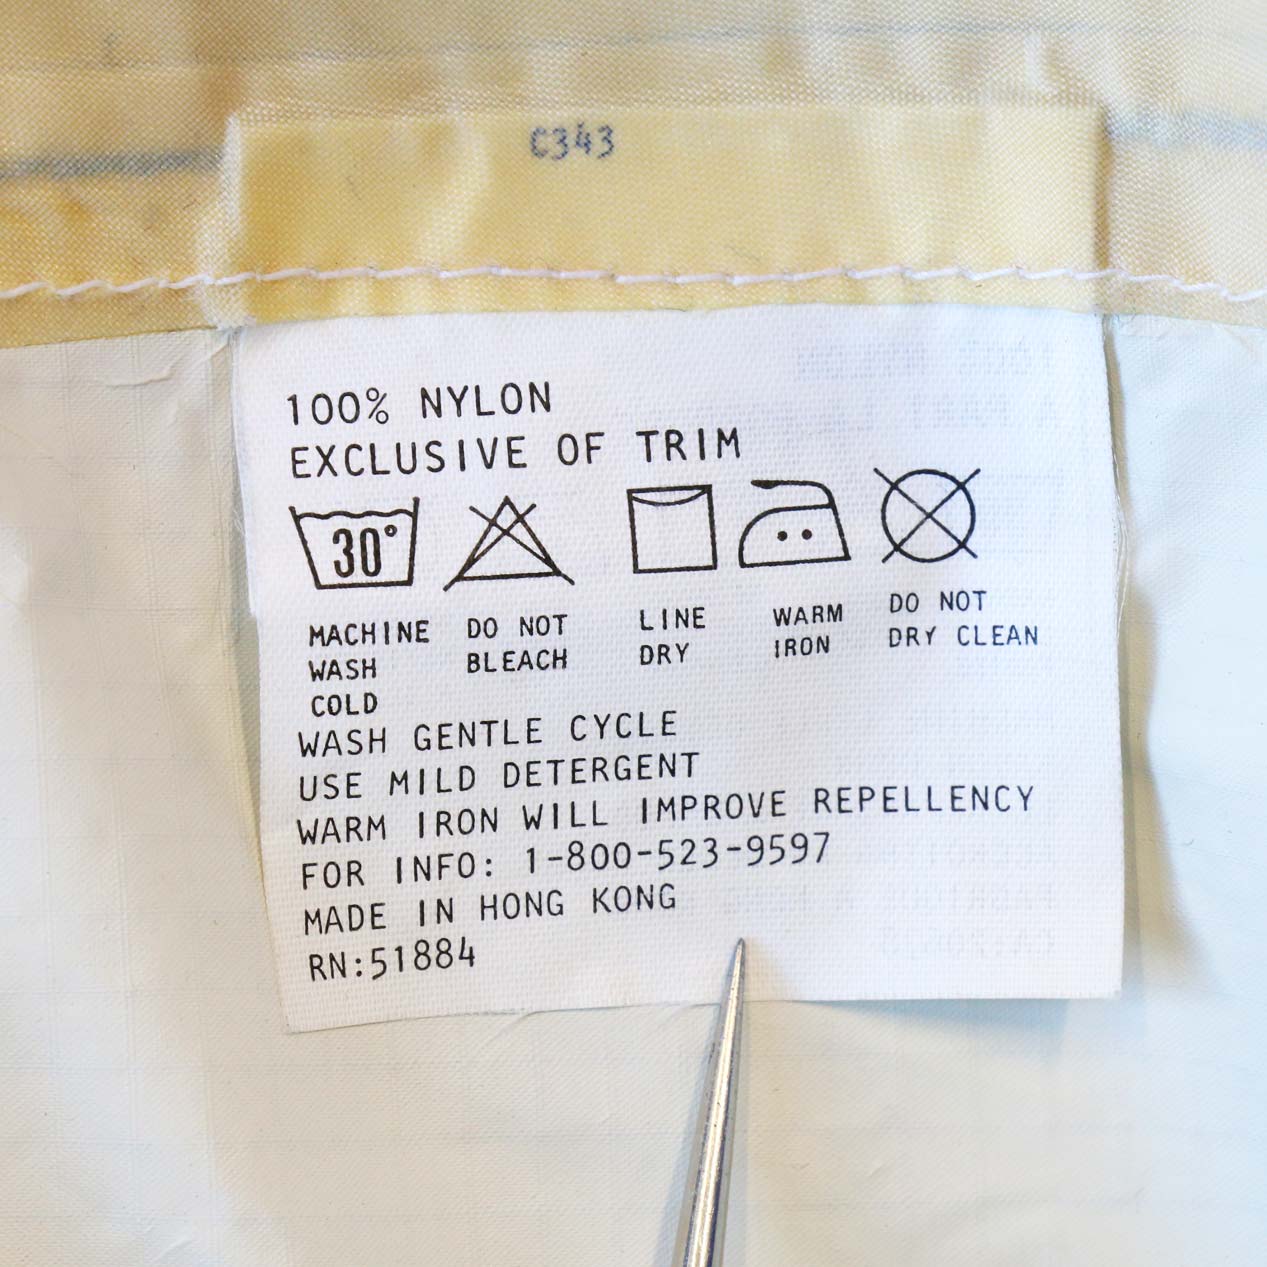 C343
100% NYLON
EXCLUSIVE OF TRIM
30°
MACHINE WASH COLD
DO NOT BLEACH
LINE DRY
WARM IRON
DO NOT DRY CLEAN
WASH GENTLE CYCLE
USE MILD DETERGENT
WARM IRON WILL IMPROVE REPELLENCY
FOR INFO: 1-800-523-9597
MADE IN HONG KONG
RN:51884